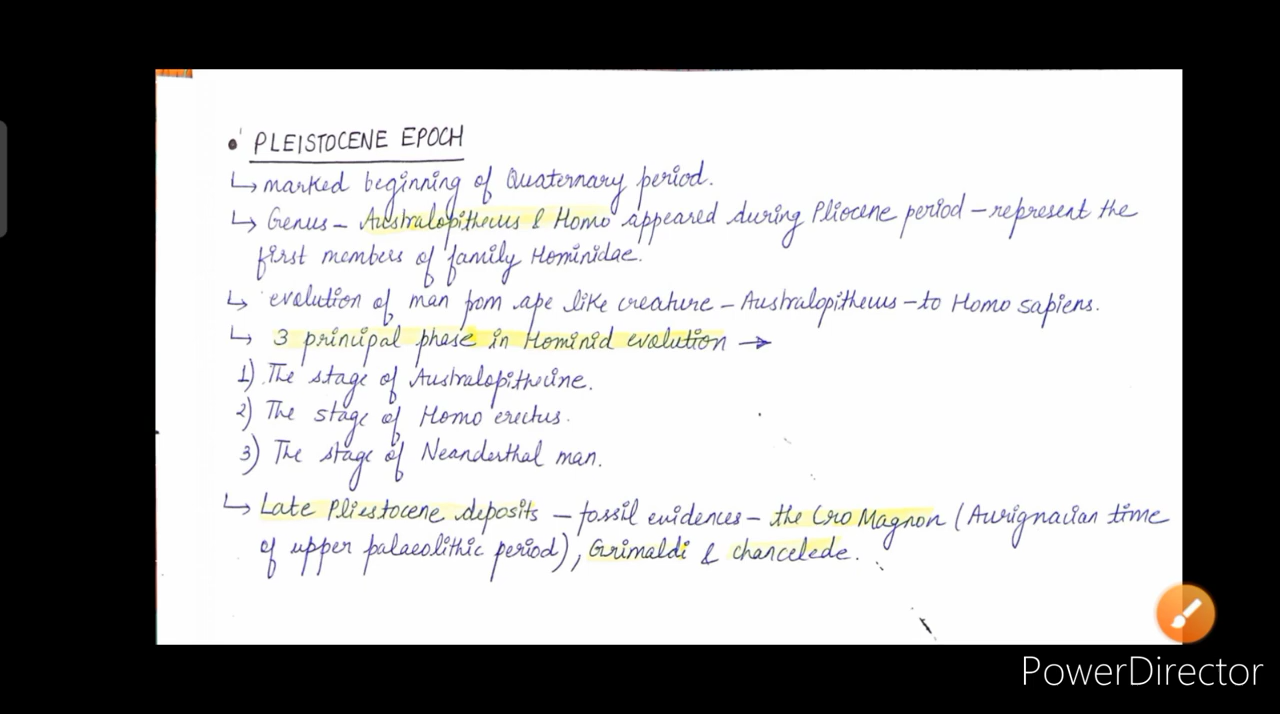 • PLEISTOCENE EPOCH
↳ marked beginning of Quaternary period.
↳ Genus - Australopithecus & Homo appeared during Pliocene period - represent the
first members of family Hominidae.
↳ evolution of man from ape like creature - Australopithecus - to Homo sapiens.
↳ 3 principal phase in Hominid evolution →
1) The stage of Australopithecine.
2) The stage of Homo erectus.
3) The stage of Neanderthal man.
↳ Late Pliestocene deposits - fossil evidences - the Cro Magnon (Aurignacian time
of upper palaeolithic period), Grimaldi & chancelede.
PowerDirector